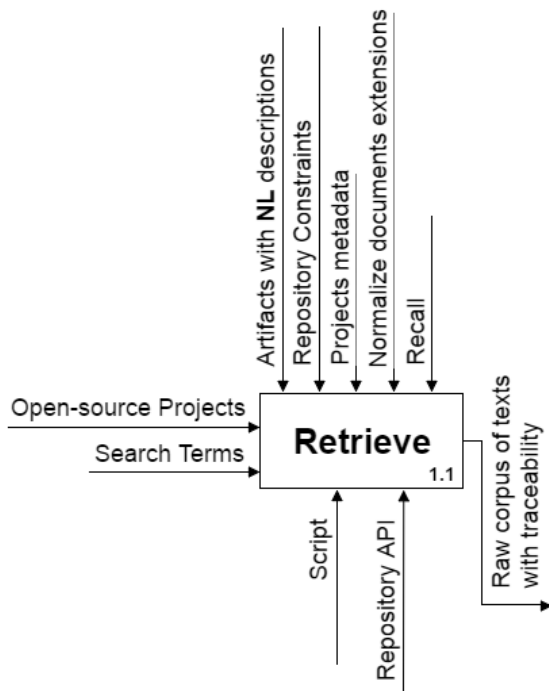 Artifacts with NL descriptions
Repository Constraints
Projects metadata
Normalize documents extensions
Recall
Open-source Projects
Search Terms
Retrieve
1.1
Script
Repository API
Raw corpus of texts
with traceability